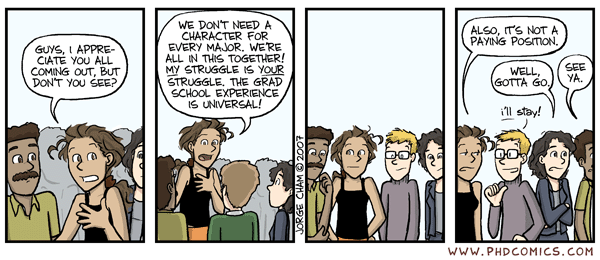 GUYS, I APPRE-
CIATE YOU ALL
COMING OUT, BUT
DON'T YOU SEE?
WE DON'T NEED A
CHARACTER FOR
EVERY MAJOR. WE'RE
ALL IN THIS TOGETHER!
MY STRUGGLE IS YOUR
STRUGGLE. THE GRAD
SCHOOL EXPERIENCE
IS UNIVERSAL!
JORGE CHAM © 2007
ALSO, IT'S NOT A
PAYING POSITION.
WELL,
GOTTA GO.
SEE
YA.
i'll stay!
WWW.PHDCOMICS.COM